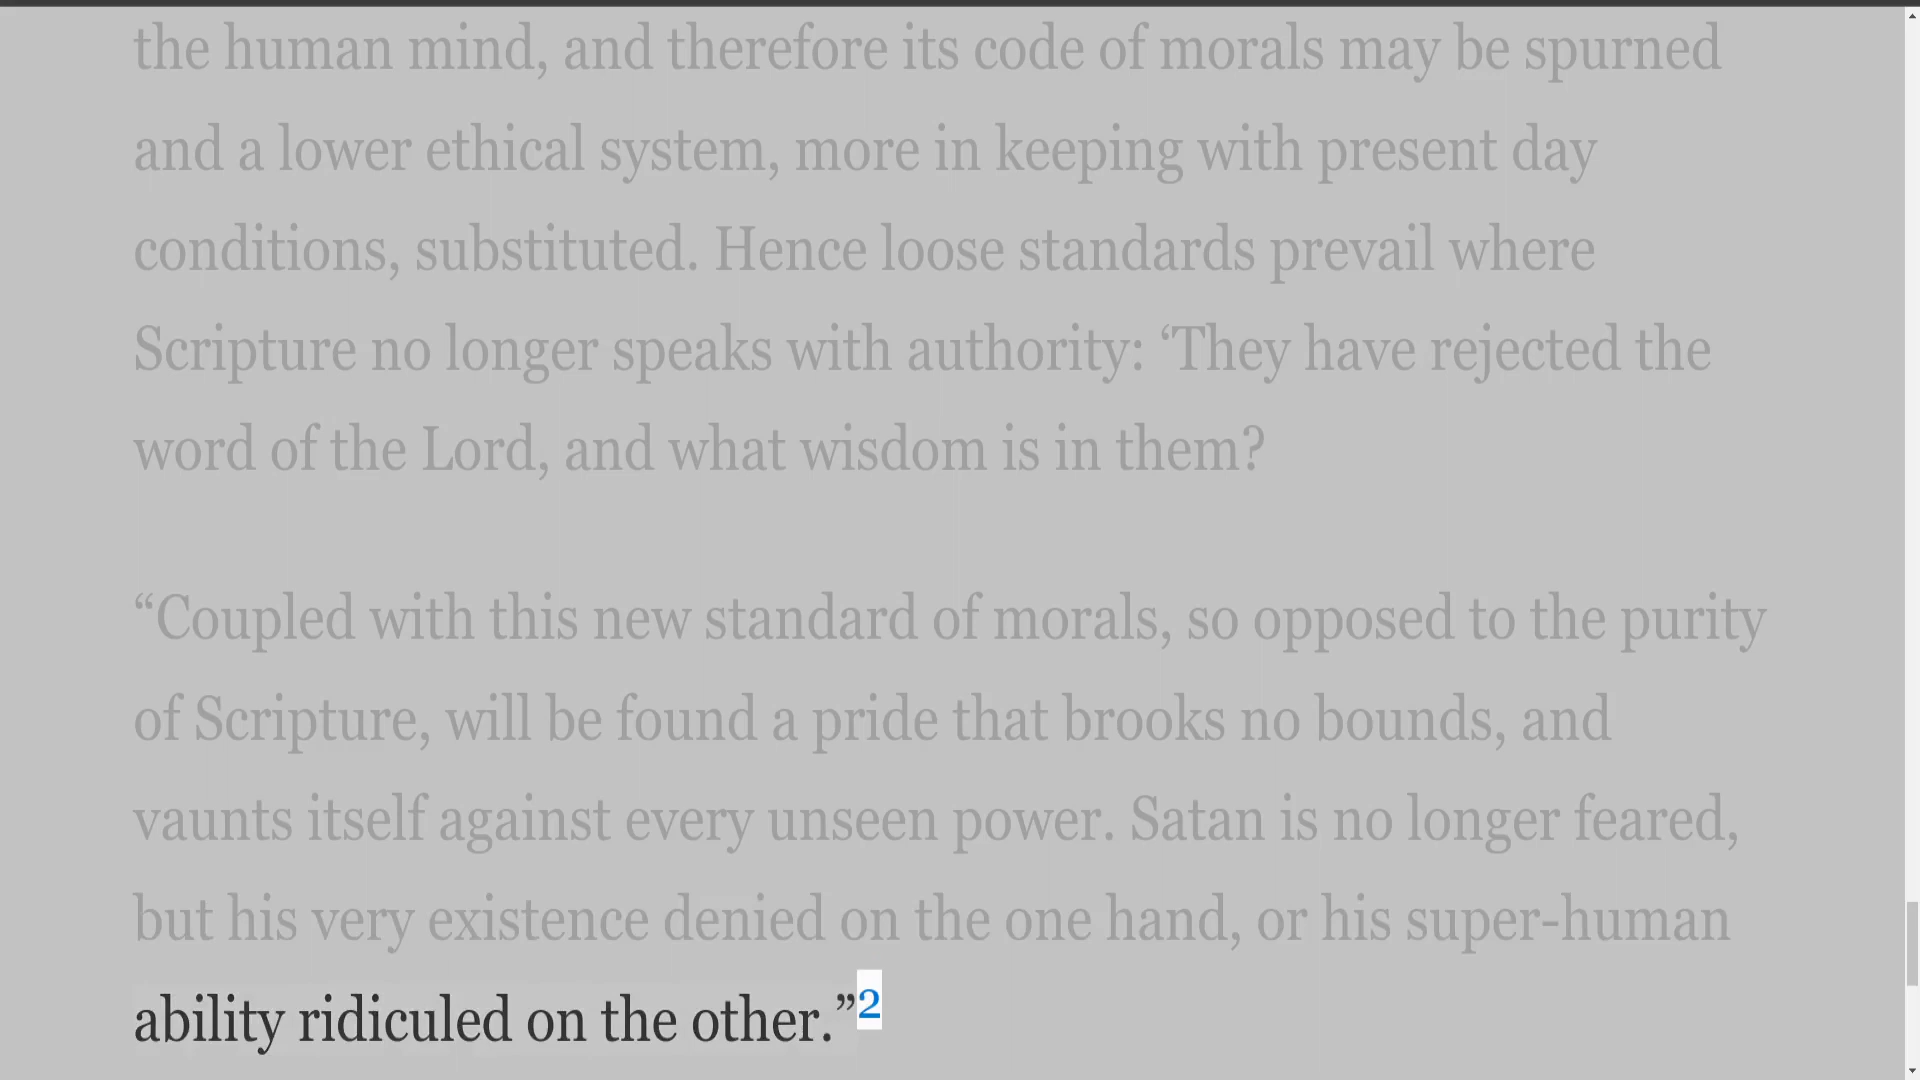 the human mind, and therefore its code of morals may be spurned
and a lower ethical system, more in keeping with present day
conditions, substituted. Hence loose standards prevail where
Scripture no longer speaks with authority: ‘They have rejected the
word of the Lord, and what wisdom is in them?
“Coupled with this new standard of morals, so opposed to the purity
of Scripture, will be found a pride that brooks no bounds, and
vaunts itself against every unseen power. Satan is no longer feared,
but his very existence denied on the one hand, or his super-human
ability ridiculed on the other.”2